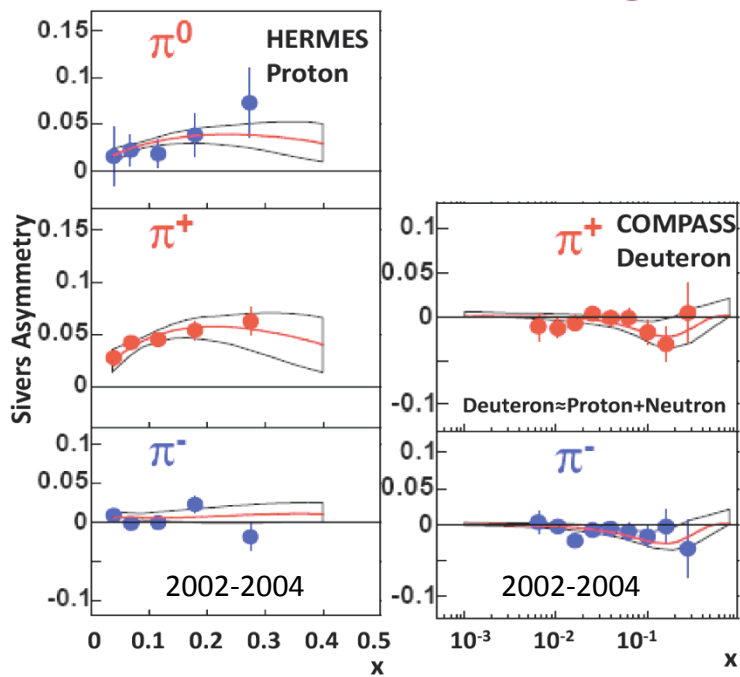 π⁰
HERMES
Proton
0.15
0.1
0.05
0
Sivers Asymmetry
π⁺
0.15
0.1
0.05
0
π⁻
0.1
0.05
0
-0.1
2002-2004
0 0.1 0.2 0.3 0.4 0.5
x
π⁺
COMPASS
Deuteron
0.1
0.05
0
-0.1
Deuteron≈Proton+Neutron
π⁻
0.1
0.05
0
-0.1
2002-2004
10⁻³ 10⁻² 10⁻¹
x